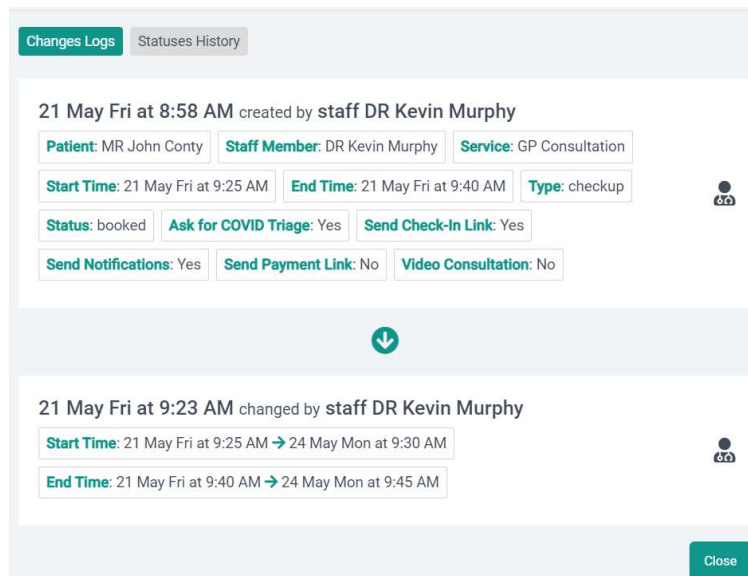 Changes Logs Statuses History
21 May Fri at 8:58 AM created by staff DR Kevin Murphy
Patient: MR John Conty Staff Member: DR Kevin Murphy Service: GP Consultation
Start Time: 21 May Fri at 9:25 AM End Time: 21 May Fri at 9:40 AM Type: checkup
Status: booked Ask for COVID Triage: Yes Send Check-In Link: Yes
Send Notifications: Yes Send Payment Link: No Video Consultation: No
21 May Fri at 9:23 AM changed by staff DR Kevin Murphy
Start Time: 21 May Fri at 9:25 AM → 24 May Mon at 9:30 AM
End Time: 21 May Fri at 9:40 AM → 24 May Mon at 9:45 AM
Close